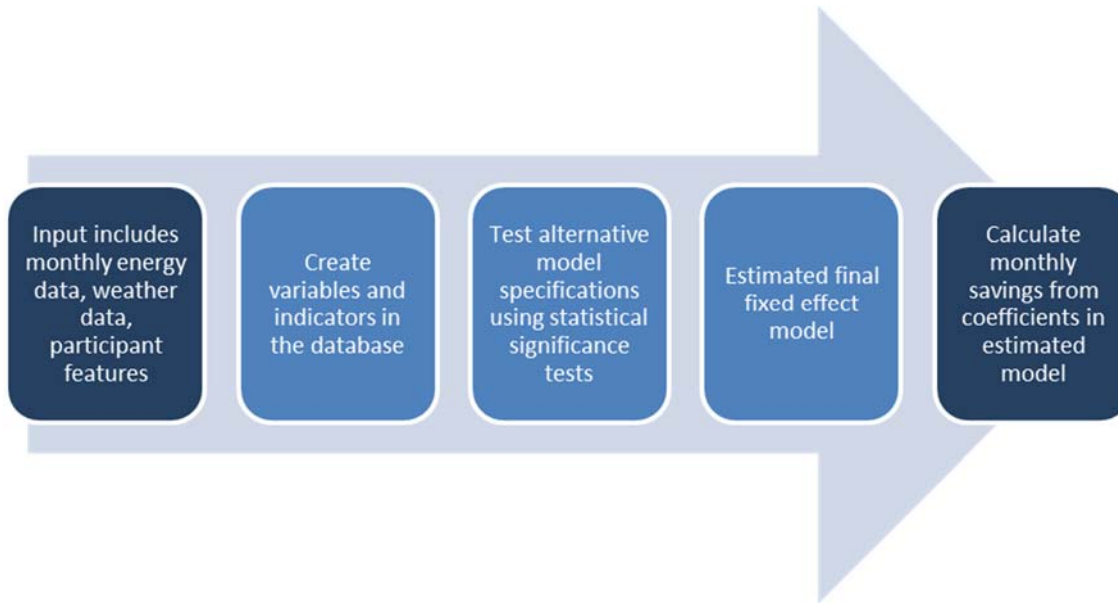 Input includes
monthly energy
data, weather
data,
participant
features
Create
variables and
indicators in
the database
Test alternative
model
specifications
using statistical
significance
tests
Estimated final
fixed effect
model
Calculate
monthly
savings from
coefficients in
estimated
model